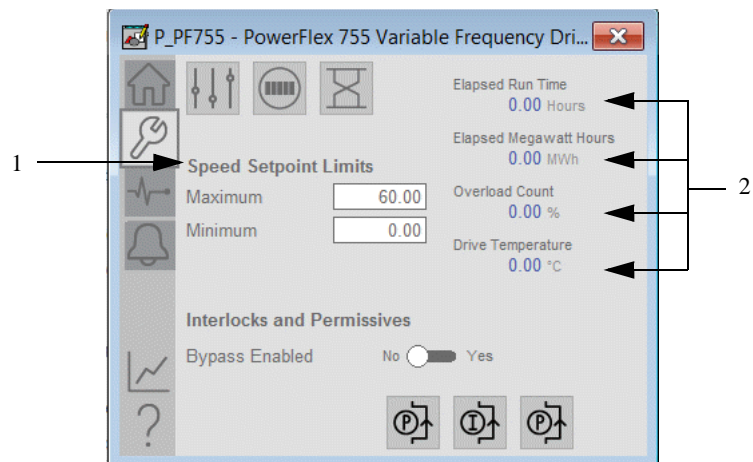 P_PF755 - PowerFlex 755 Variable Frequency Dri...
Elapsed Run Time
0.00 Hours
Elapsed Megawatt Hours
0.00 MWh
1
Speed Setpoint Limits
Maximum 60.00
Overload Count
0.00 %
2
Minimum 0.00
Drive Temperature
0.00 °C
Interlocks and Permissives
Bypass Enabled No Yes
?
P
I
P